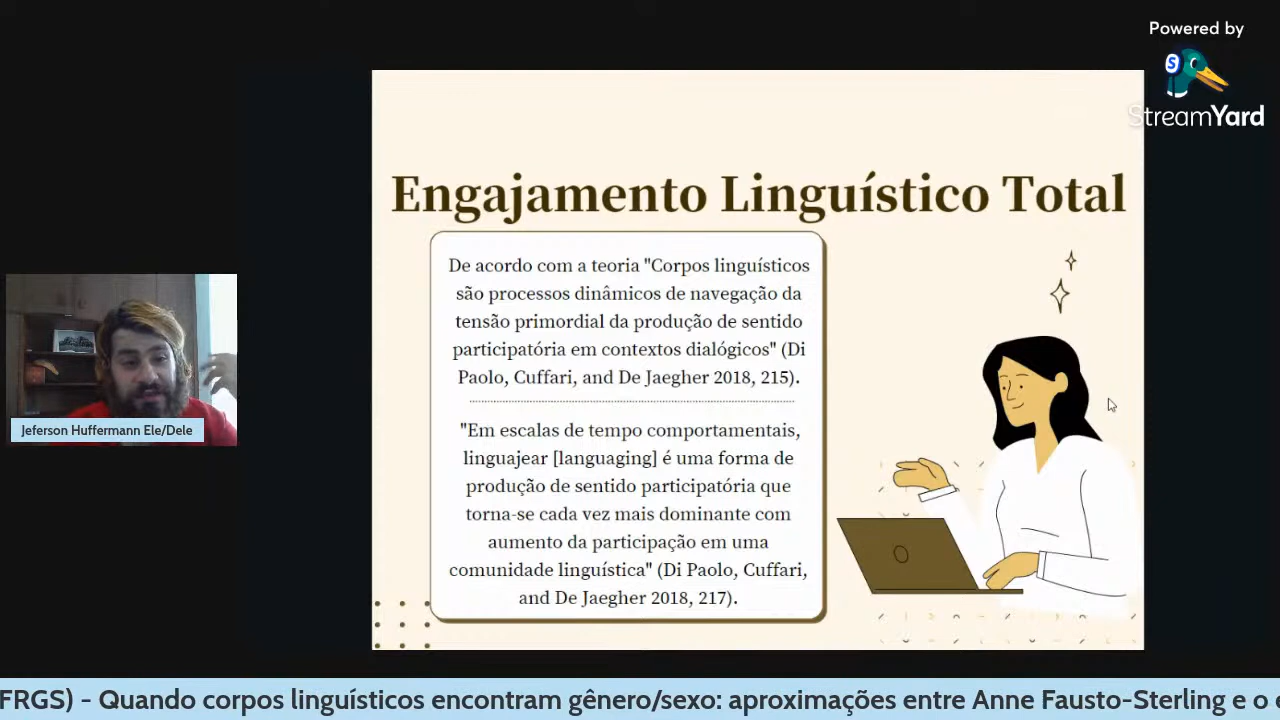 Powered by
StreamYard
Engajamento Linguístico Total
De acordo com a teoria "Corpos linguísticos
são processos dinâmicos de navegação da
tensão primordial da produção de sentido
participatória em contextos dialógicos" (Di
Paolo, Cuffari, and De Jaegher 2018, 215).
"Em escalas de tempo comportamentais,
linguajear [languaging] é uma forma de
produção de sentido participatória que
torna-se cada vez mais dominante com
aumento da participação em uma
comunidade linguística" (Di Paolo, Cuffari,
and De Jaegher 2018, 217).
Jeferson Huffermann Ele/Dele
FRGS) - Quando corpos linguísticos encontram gênero/sexo: aproximações entre Anne Fausto-Sterling e o